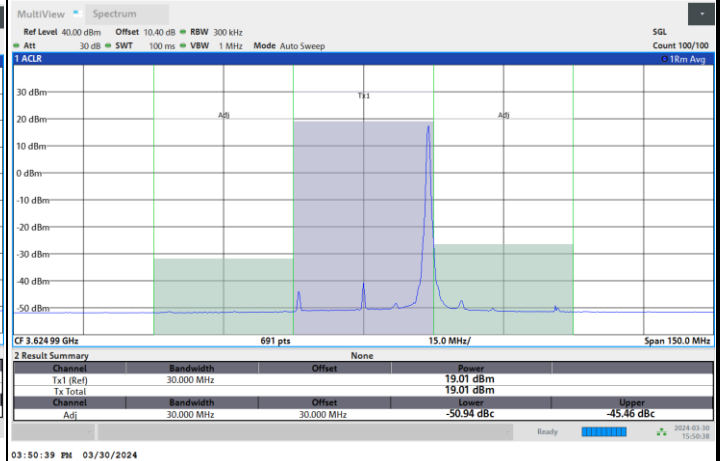 MultiView Spectrum
Ref Level 40.00 dBm Offset 10.40 dB RBW 300 kHz SGL
Att 30 dB SWT 100 ms VBW 1 MHz Mode Auto Sweep Count 100/100
1 ACLR 1Rm Avg
30 dBm
Tx1
20 dBm
Adj Adj
10 dBm
0 dBm
-10 dBm
-20 dBm
-30 dBm
-40 dBm
-50 dBm
CF 3.624 99 GHz 691 pts 15.0 MHz/ Span 150.0 MHz
2 Result Summary None
Channel Bandwidth Offset Power
Tx1 (Ref) 30.000 MHz 19.01 dBm
Tx Total 19.01 dBm
Channel Bandwidth Offset Lower Upper
Adj 30.000 MHz 30.000 MHz -50.94 dBc -45.46 dBc
Ready 2024-03-30
15:50:38
03:50:39 PM 03/30/2024